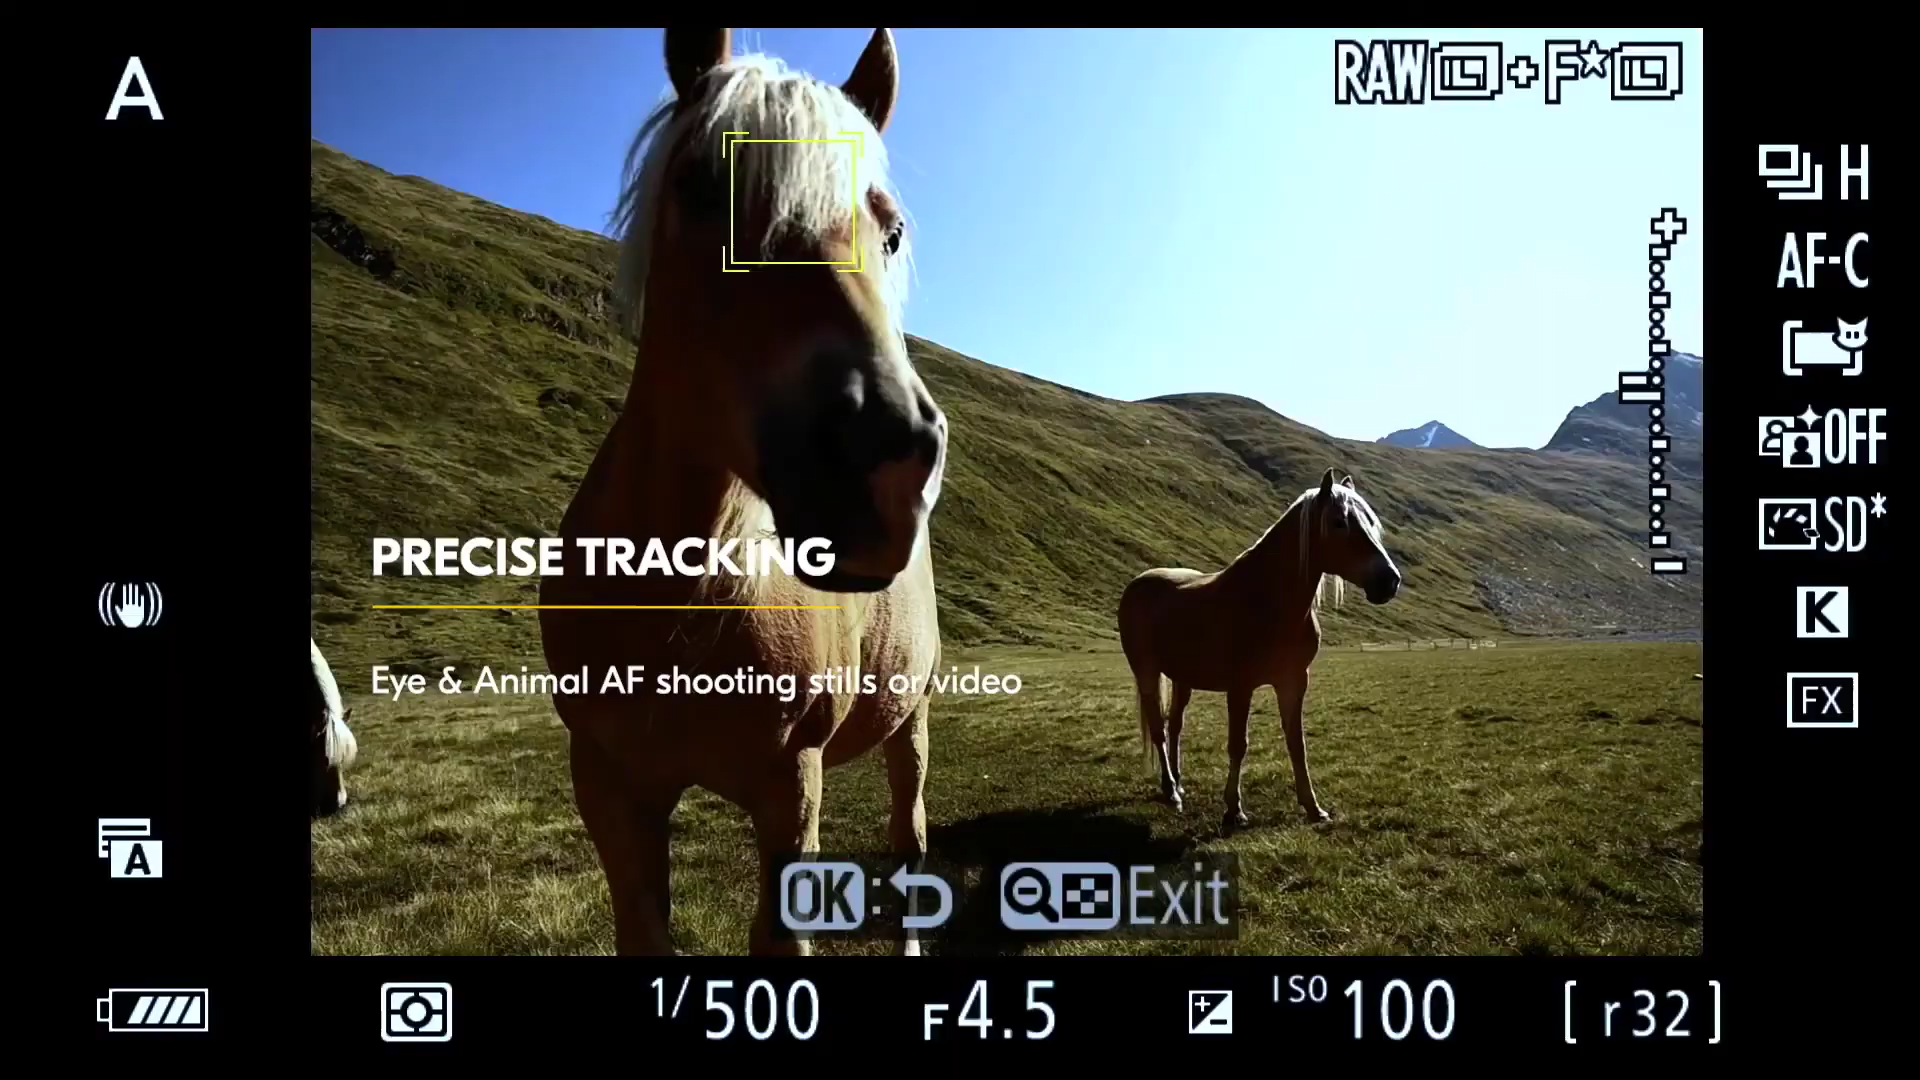 A
RAW L + F★ L
H
AF-C
OFF
SD*
K
FX
PRECISE TRACKING
Eye & Animal AF shooting stills or video
A
OK : Exit
1/500 F4.5 ISO 100 [ r32 ]